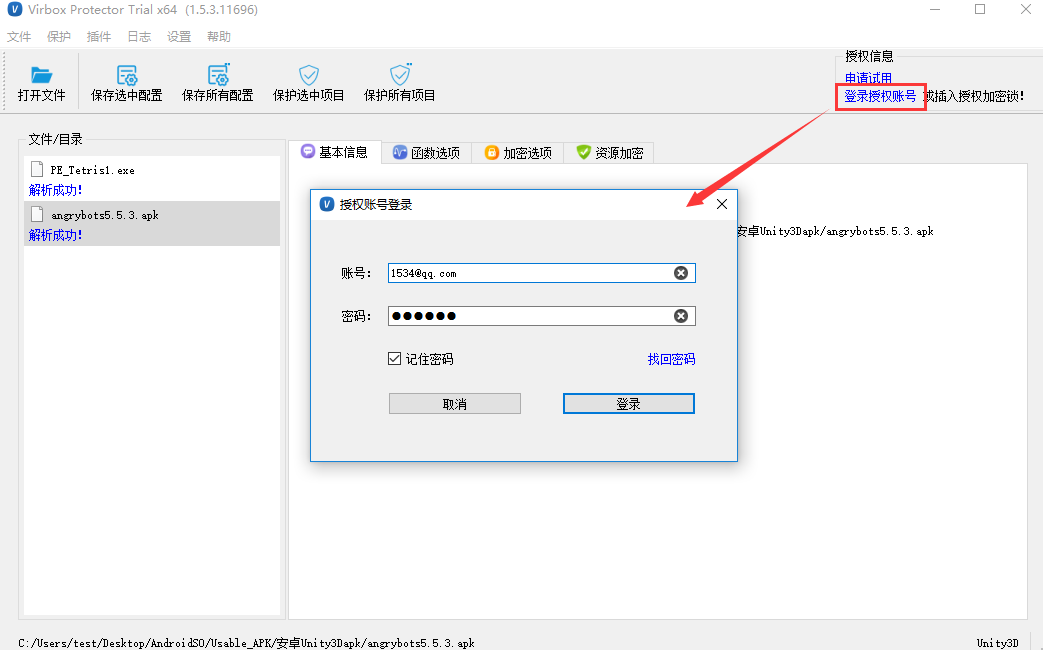 Virbox Protector Trial x64 (1.5.3.11696)
文件 保护 插件 日志 设置 帮助
打开文件 保存选中配置 保存所有配置 保护选中项目 保护所有项目
授权信息
申请试用
登录授权账号 或插入授权加密锁!
文件/目录
PE_Tetris1.exe
解析成功!
angrybots5.5.3.apk
解析成功!
基本信息 函数选项 加密选项 资源加密
安卓Unity3Dapk/angrybots5.5.3.apk
授权账号登录
账号: 1534@qq.com
密码: ●●●●●●
记住密码 找回密码
取消 登录
C:/Users/test/Desktop/AndroidSO/Usable_APK/安卓Unity3Dapk/angrybots5.5.3.apk Unity3D